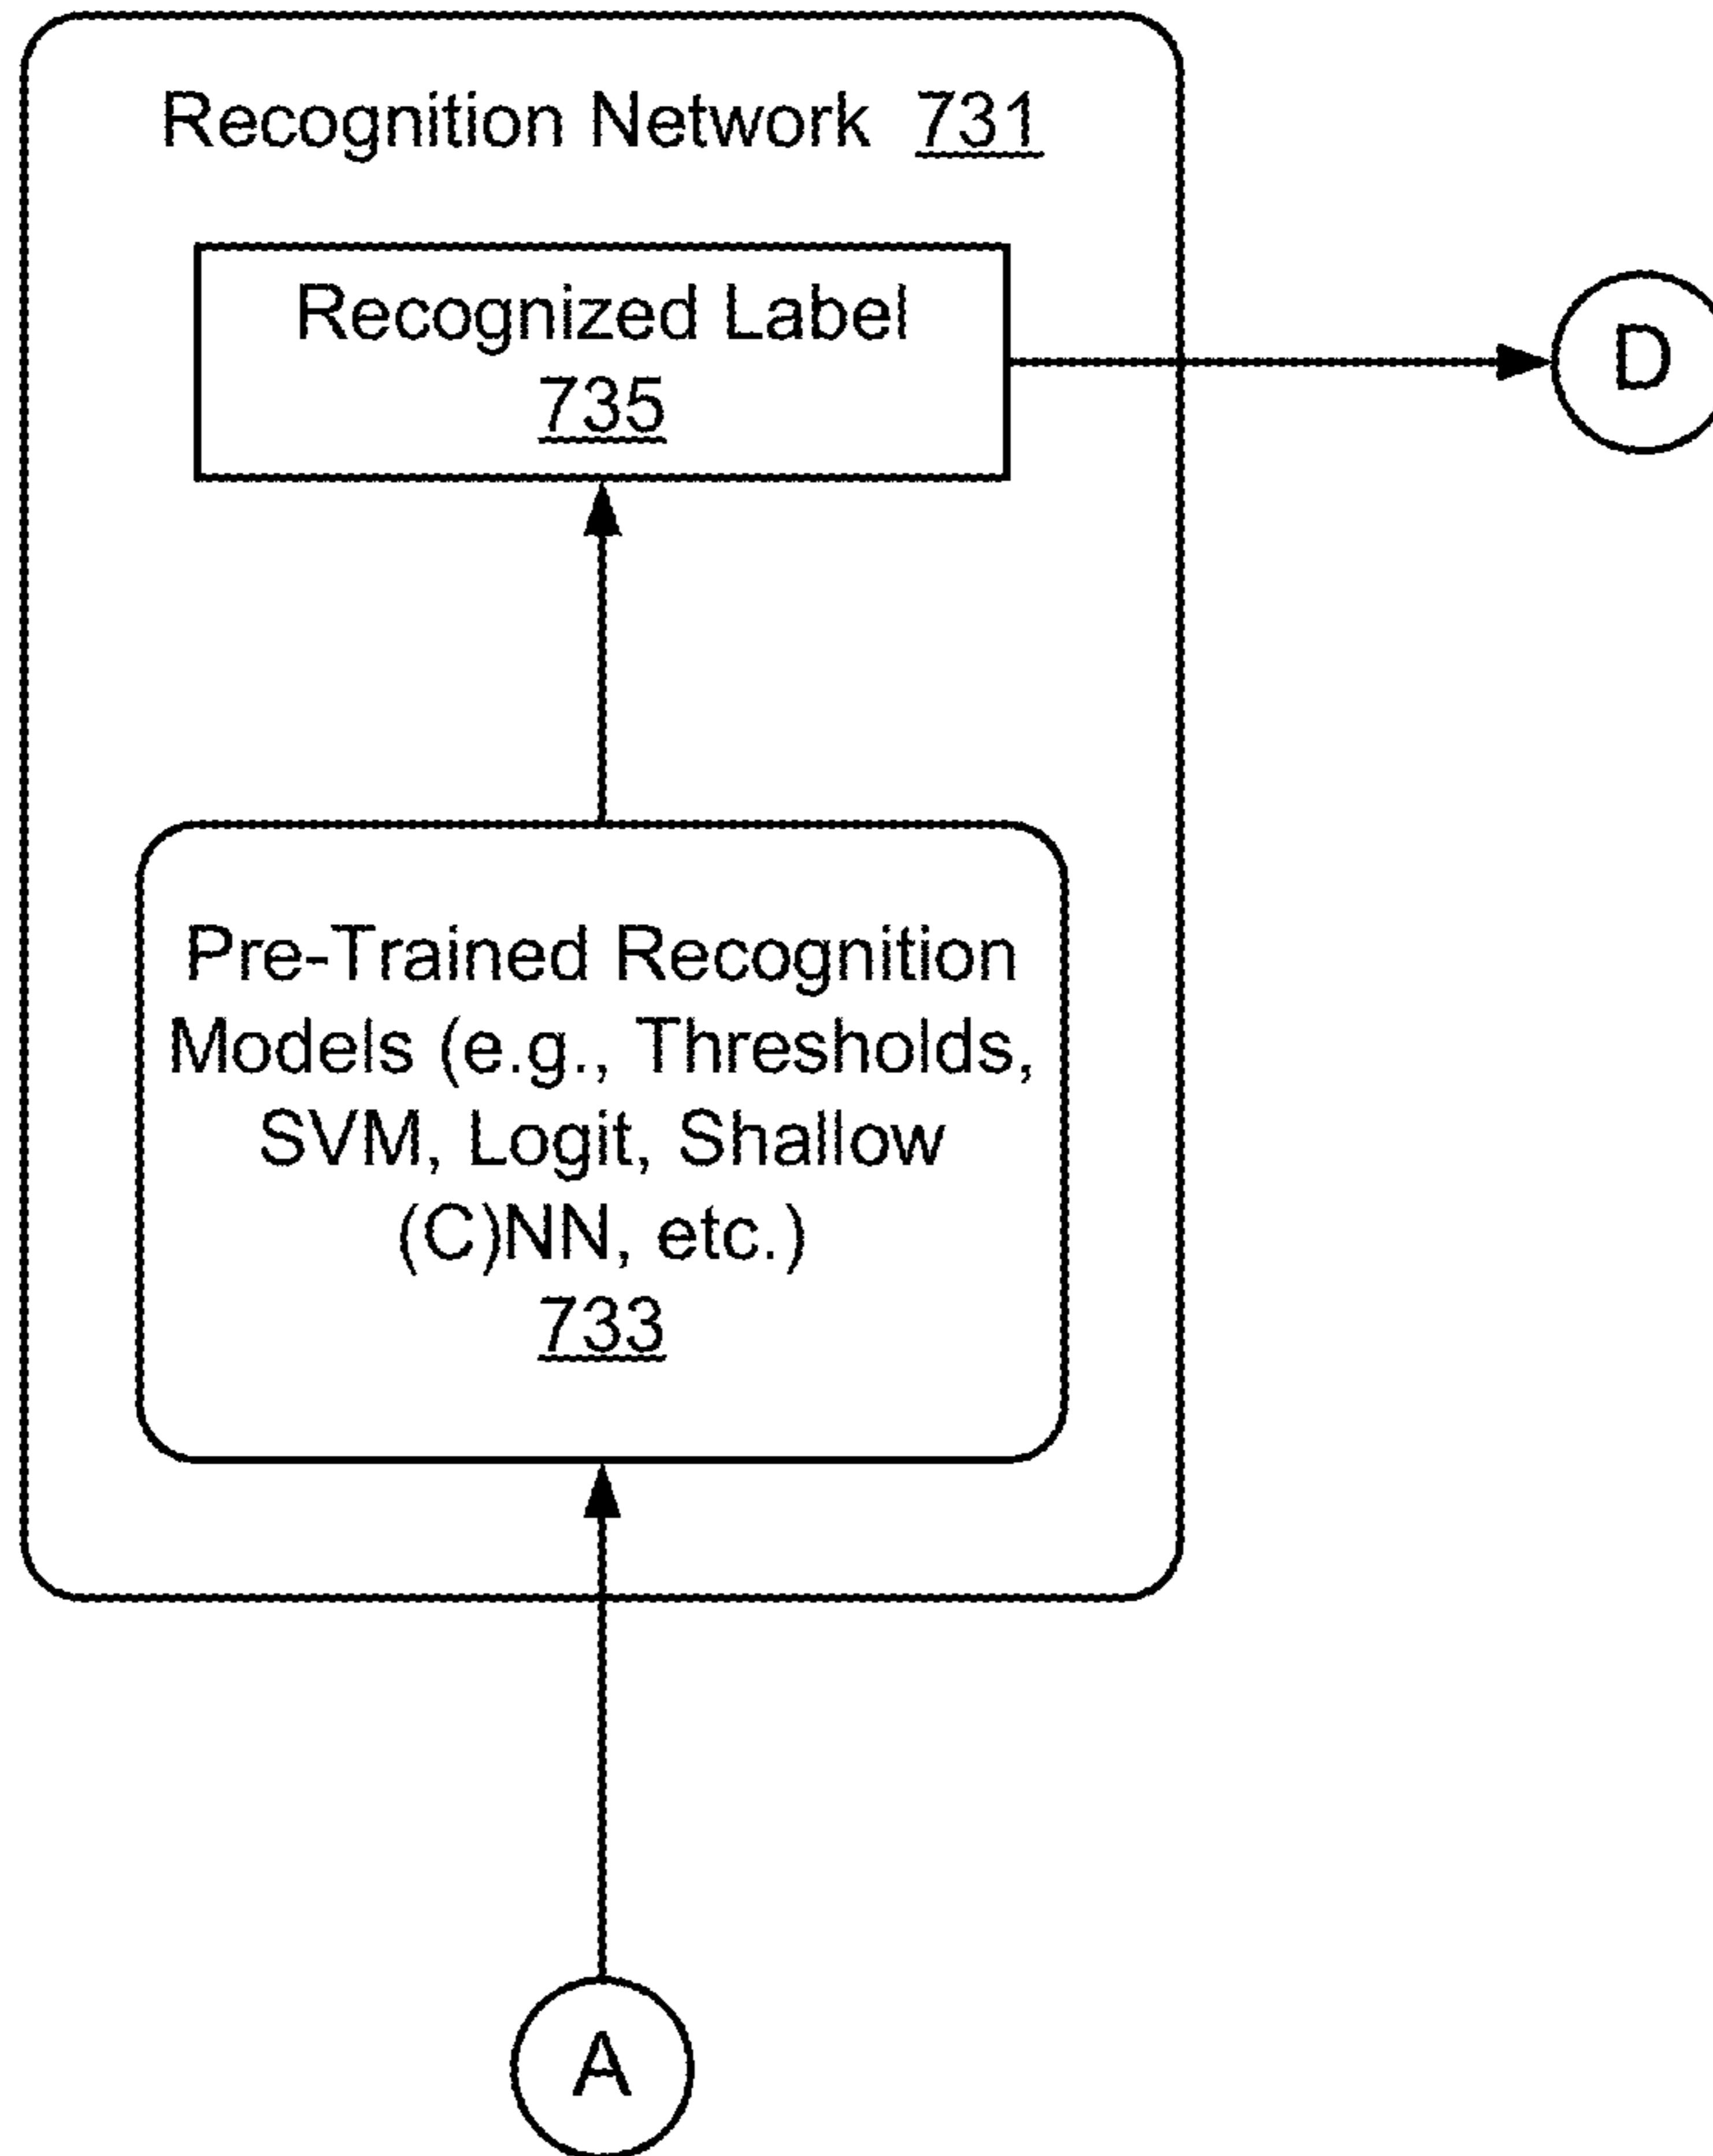 Recognition Network 731
Recognized Label
735
D
Pre-Trained Recognition
Models (e.g., Thresholds,
SVM, Logit, Shallow
(C)NN, etc.)
733
A